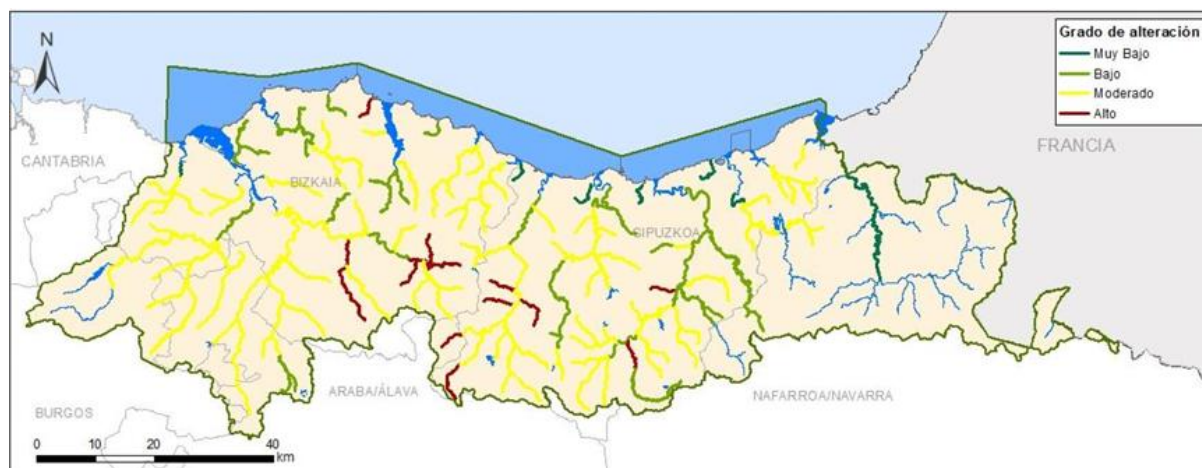 N
Grado de alteración
Muy Bajo
Bajo
Moderado
Alto
FRANCIA
CANTABRIA
BIZKAIA
GIPUZKOA
ARABA/ÁLAVA
NAFARROA/NAVARRA
BURGOS
0 10 20 40
km